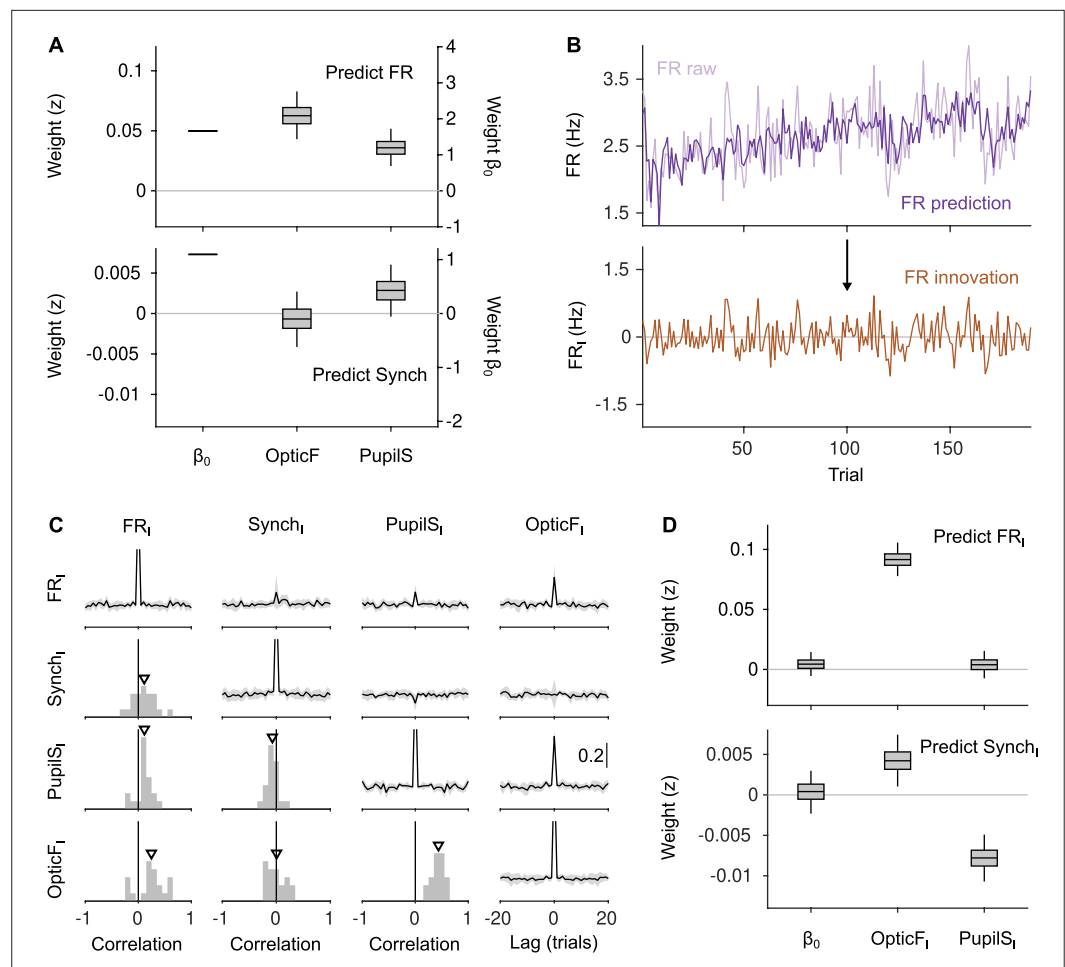 A
Predict FR
Weight (z)
0.1
0.05
0
4
3
2
1
0
-1
Weight β0
Predict Synch
Weight (z)
0.005
0
-0.005
-0.01
1
0
-1
-2
Weight β0
β0 OpticF PupilS
B
FR raw
FR prediction
FR (Hz)
3.5
2.5
1.5
FR innovation
FRI (Hz)
1.5
0
-1.5
50 100 150
Trial
C
FRI SynchI PupilSI OpticFI
FRI
SynchI
PupilSI
0.2
OpticFI
-1 0 1 -1 0 1 -1 0 1 -20 0 20
Correlation Correlation Correlation Lag (trials)
D
Predict FRI
Weight (z)
0.1
0.05
0
Predict SynchI
Weight (z)
0.005
0
-0.005
-0.01
β0 OpticFI PupilSI